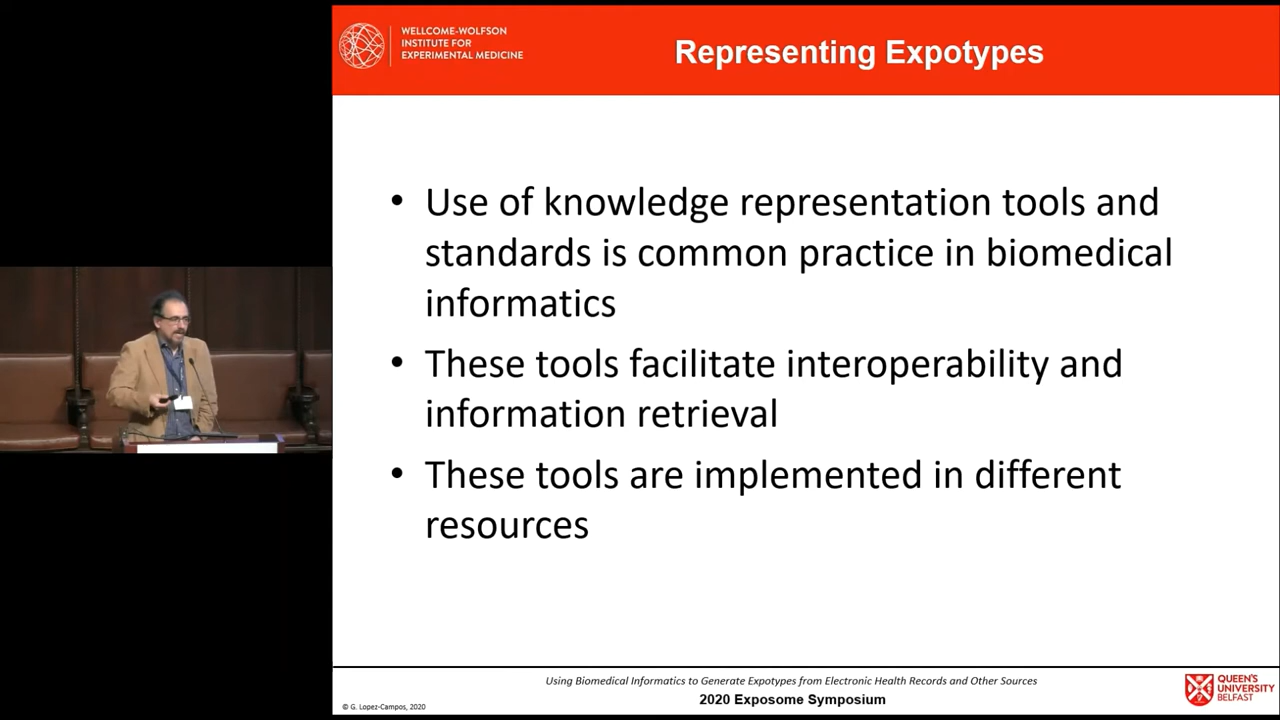 WELLCOME-WOLFSON
INSTITUTE FOR
EXPERIMENTAL MEDICINE
Representing Expotypes
• Use of knowledge representation tools and
standards is common practice in biomedical
informatics
• These tools facilitate interoperability and
information retrieval
• These tools are implemented in different
resources
Using Biomedical Informatics to Generate Expotypes from Electronic Health Records and Other Sources
2020 Exposome Symposium
© G. Lopez-Campos, 2020
QUEEN'S
UNIVERSITY
BELFAST